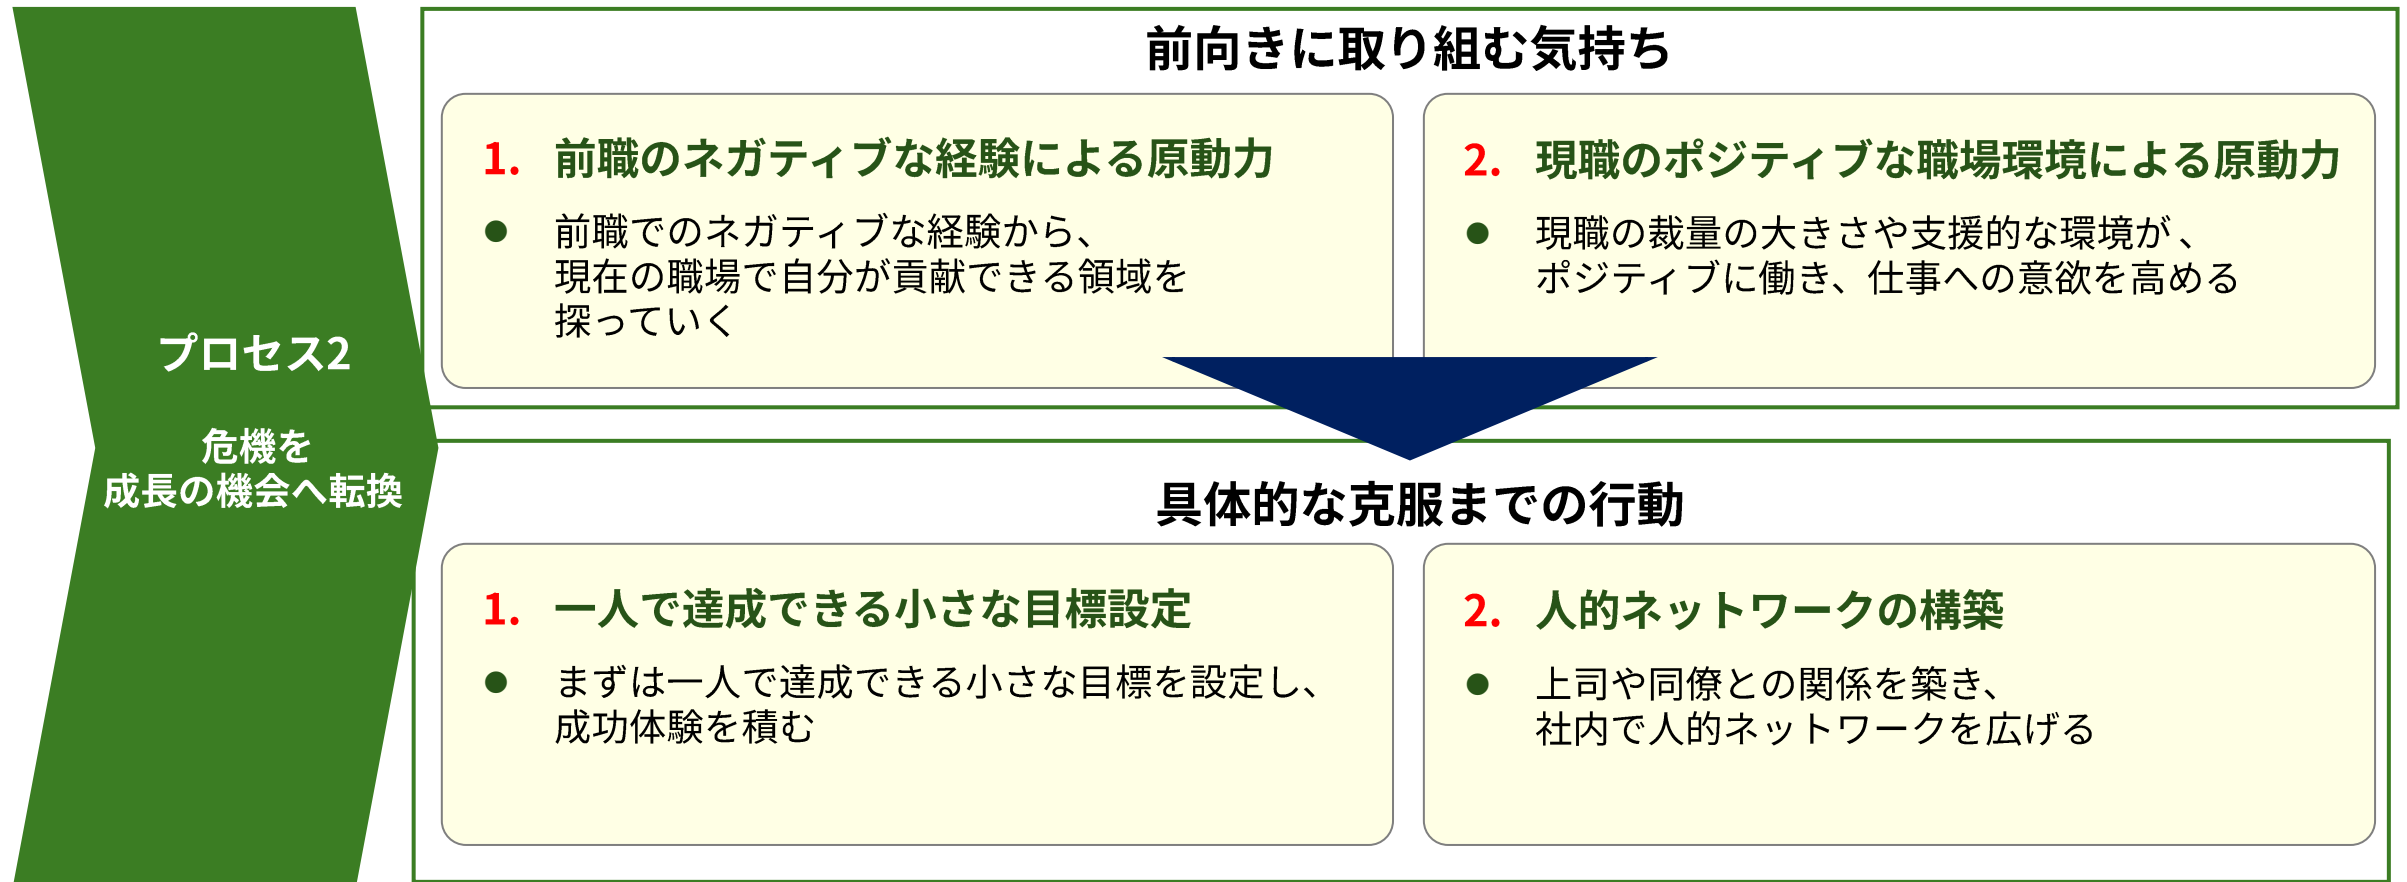 プロセス2
危機を
成長の機会へ転換
前向きに取り組む気持ち
1. 前職のネガティブな経験による原動力
● 前職でのネガティブな経験から、
現在の職場で自分が貢献できる領域を
探っていく
2. 現職のポジティブな職場環境による原動力
● 現職の裁量の大きさや支援的な環境が、
ポジティブに働き、仕事への意欲を高める
具体的な克服までの行動
1. 一人で達成できる小さな目標設定
● まずは一人で達成できる小さな目標を設定し、
成功体験を積む
2. 人的ネットワークの構築
● 上司や同僚との関係を築き、
社内で人的ネットワークを広げる